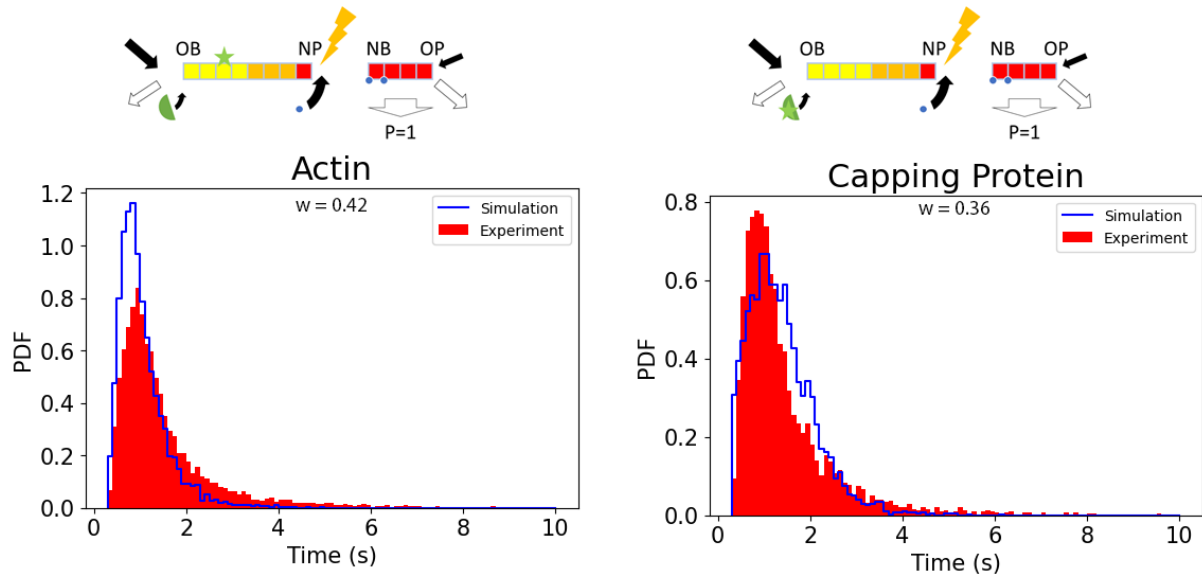 OB NP NB OP
P=1
OB NP NB OP
P=1
Actin
w = 0.42
Simulation
Experiment
PDF
1.2
1.0
0.8
0.6
0.4
0.2
0.0
0 2 4 6 8 10
Time (s)
Capping Protein
w = 0.36
Simulation
Experiment
PDF
0.8
0.6
0.4
0.2
0.0
0 2 4 6 8 10
Time (s)